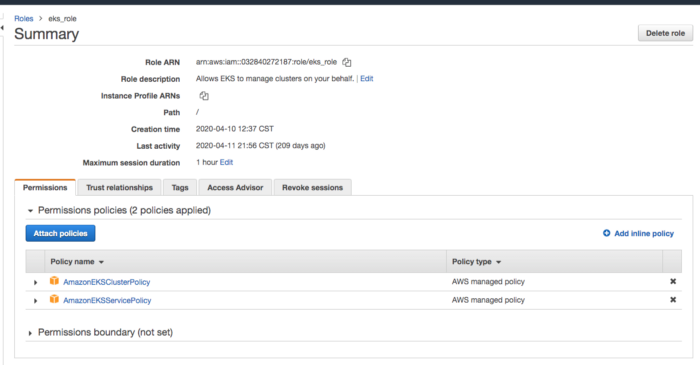 Roles > eks_role
Summary
Delete role
Role ARN arn:aws:iam::032840272187:role/eks_role
Role description Allows EKS to manage clusters on your behalf. | Edit
Instance Profile ARNs
Path /
Creation time 2020-04-10 12:37 CST
Last activity 2020-04-11 21:56 CST (209 days ago)
Maximum session duration 1 hour Edit
Permissions Trust relationships Tags Access Advisor Revoke sessions
Permissions policies (2 policies applied)
Attach policies Add inline policy
Policy name Policy type
AmazonEKSClusterPolicy AWS managed policy
AmazonEKSServicePolicy AWS managed policy
Permissions boundary (not set)